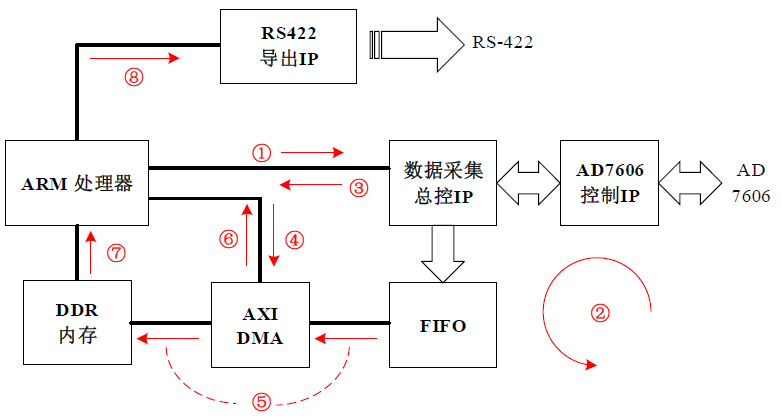 RS422
导出IP
RS-422
⑧
①
ARM 处理器
③
数据采集
总控IP
AD7606
控制IP
AD
7606
⑥
④
⑦
DDR
内存
AXI
DMA
FIFO
②
⑤